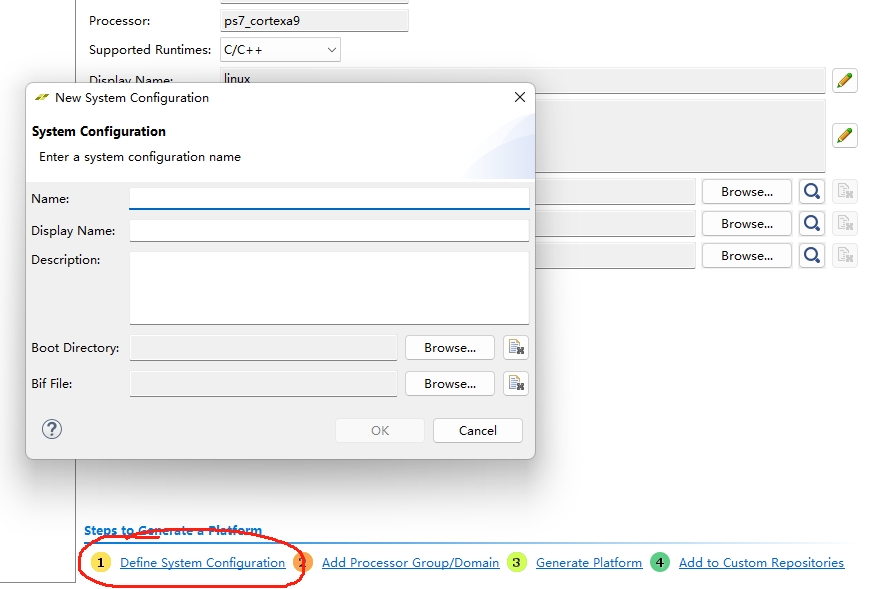 Processor:
ps7_cortexa9
Supported Runtimes:
C/C++
Display Name:
linux
New System Configuration
System Configuration
Enter a system configuration name
Name:
Display Name:
Description:
Boot Directory:
Browse...
Bif File:
Browse...
OK
Cancel
Browse...
Browse...
Browse...
Steps to Generate a Platform
1 Define System Configuration 2 Add Processor Group/Domain 3 Generate Platform 4 Add to Custom Repositories